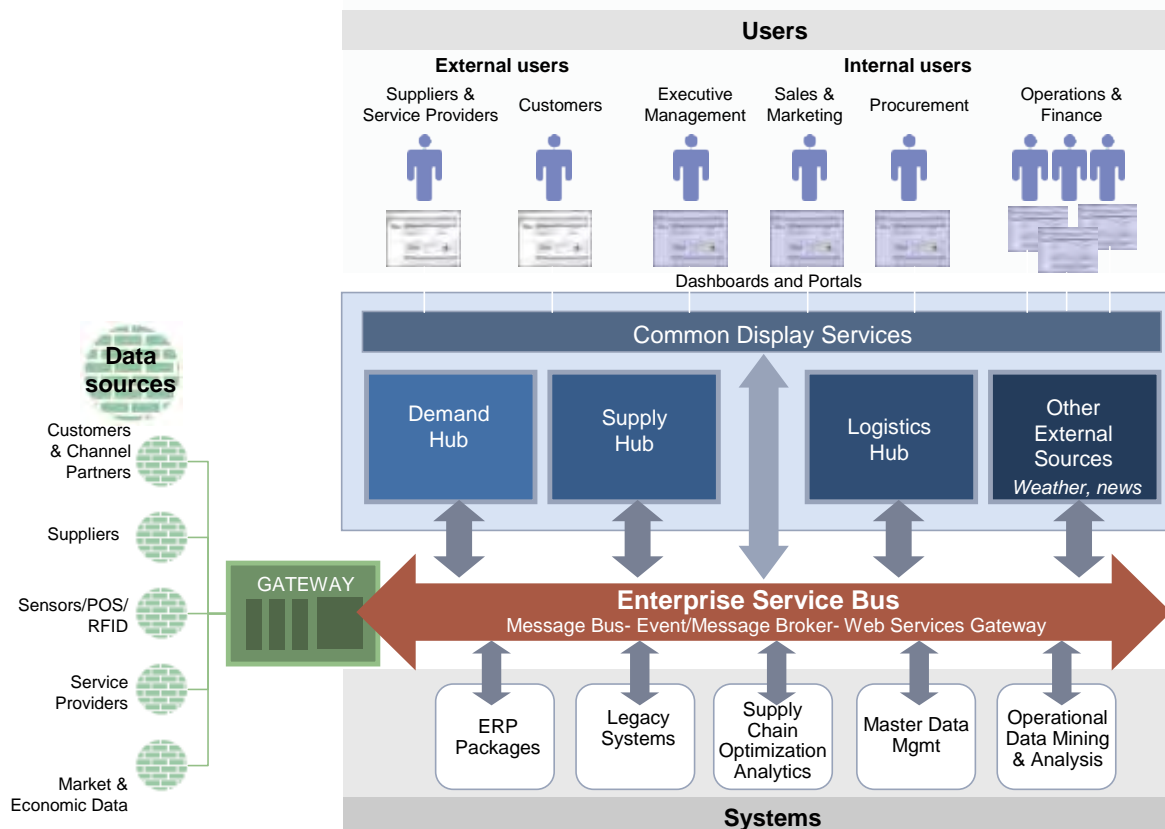 Users
External users
Internal users
Suppliers &
Service Providers
Customers
Executive
Management
Sales &
Marketing
Procurement
Operations &
Finance
Dashboards and Portals
Common Display Services
Demand
Hub
Supply
Hub
Logistics
Hub
Other
External
Sources
Weather, news
Data
sources
Customers
& Channel
Partners
Suppliers
Sensors/POS/
RFID
Service
Providers
Market &
Economic Data
GATEWAY
Enterprise Service Bus
Message Bus- Event/Message Broker- Web Services Gateway
ERP
Packages
Legacy
Systems
Supply
Chain
Optimization
Analytics
Master Data
Mgmt
Operational
Data Mining
& Analysis
Systems